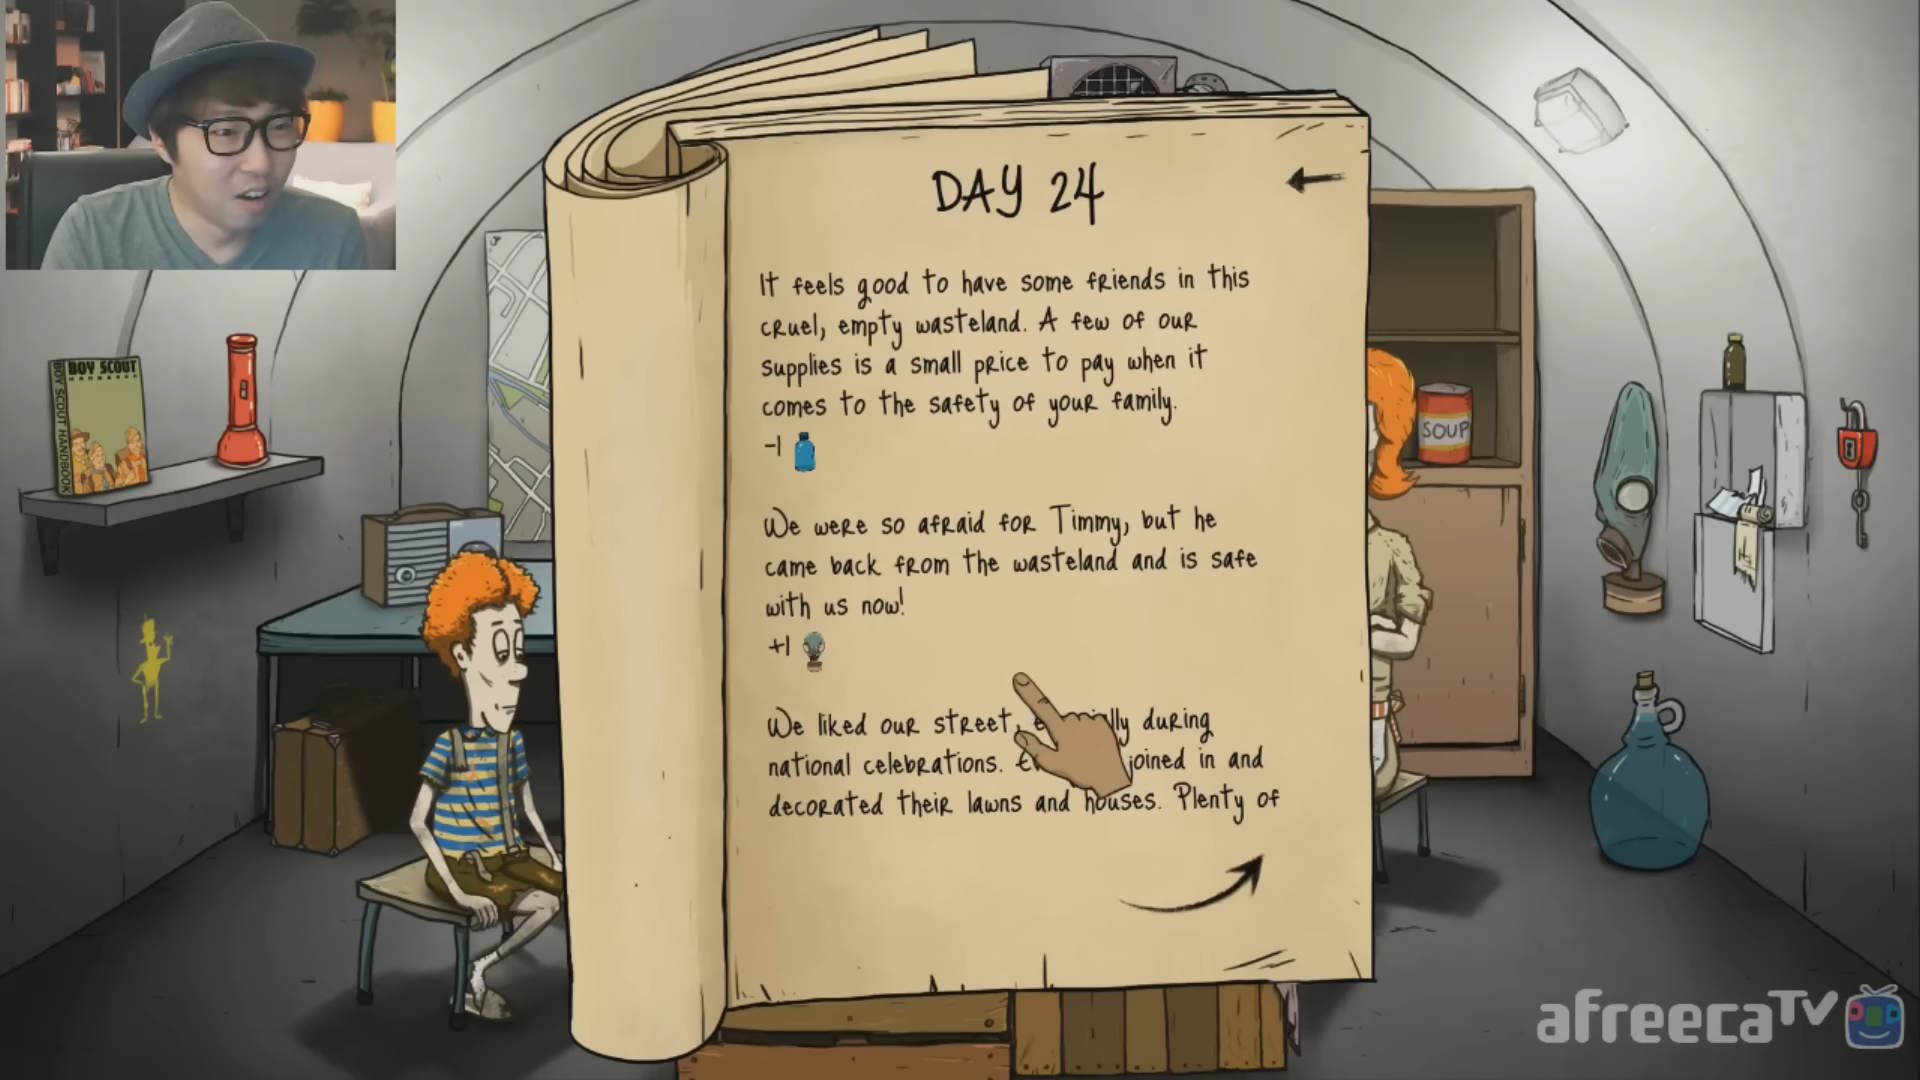 DAY 24
It feels good to have some friends in this
cruel, empty wasteland. A few of our
supplies is a small price to pay when it
comes to the safety of your family.
-1
We were so afraid for Timmy, but he
came back from the wasteland and is safe
with us now!
+1
We liked our street, during
national celebrations. joined in and
decorated their lawns and houses. Plenty of
BOY SCOUT
HANDBOOK
BOY SCOUT HANDBOOK
SOUP
afreecaTV